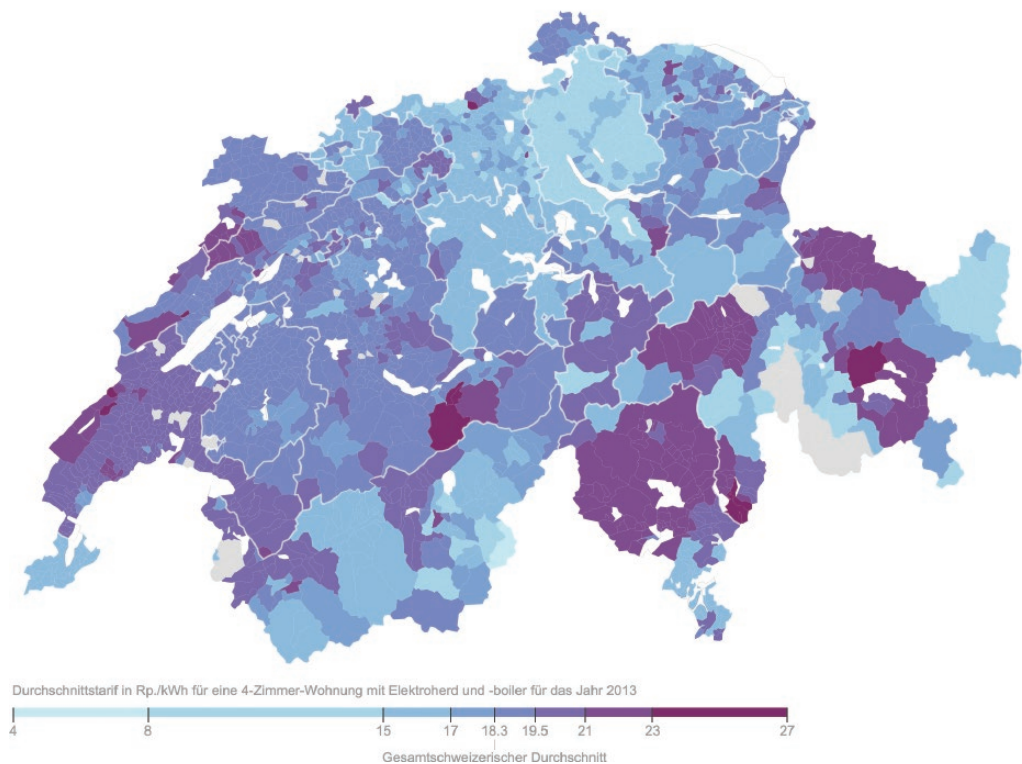 Durchschnittstarif in Rp./kWh für eine 4-Zimmer-Wohnung mit Elektroherd und -boiler für das Jahr 2013
4 8 15 17 18.3 19.5 21 23 27
Gesamtschweizerischer Durchschnitt